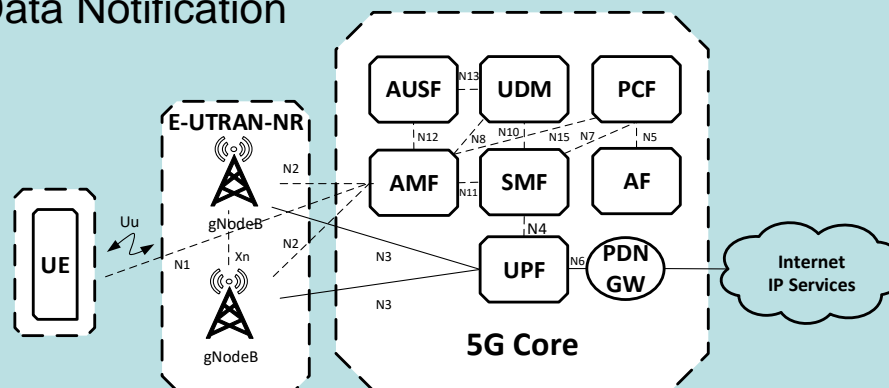 Data Notification
AUSF
N13
UDM
PCF
E-UTRAN-NR
N12
N8
N10
N15
N7
N5
N2
AMF
N11
SMF
AF
gNodeB
Uu
N2
N4
UE
N1
Xn
N3
UPF
N6
PDN
GW
Internet
IP Services
N3
gNodeB
5G Core